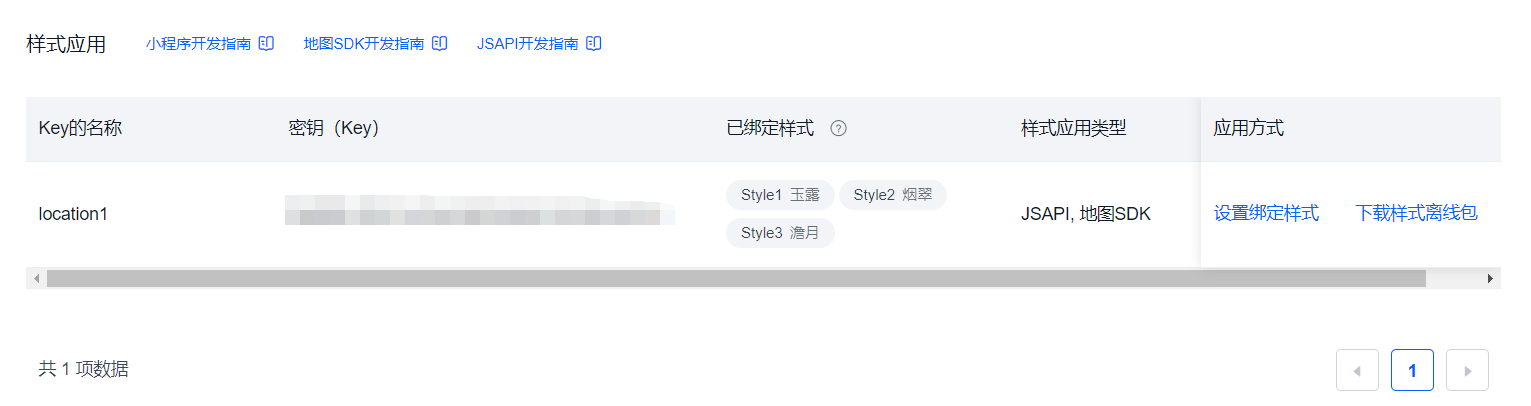 样式应用 小程序开发指南 地图SDK开发指南 JSAPI开发指南
Key的名称 密钥（Key） 已绑定样式 ? 样式应用类型 应用方式
Style1 玉露 Style2 烟翠
location1 JSAPI, 地图SDK 设置绑定样式 下载样式离线包
Style3 澹月
共 1 项数据 1